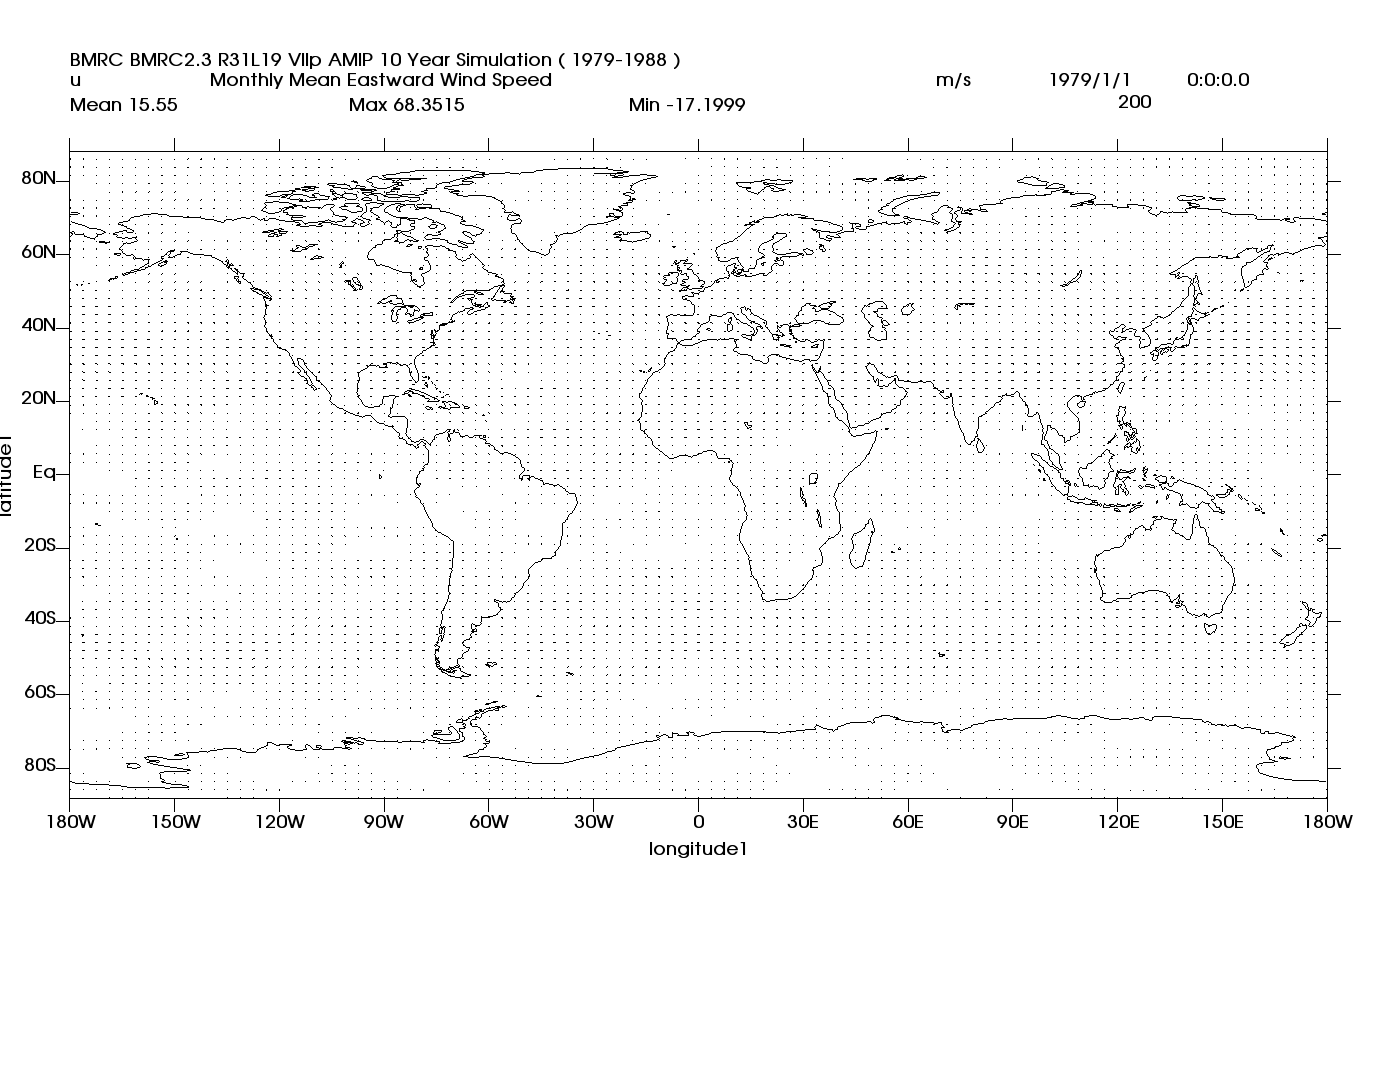 BMRC BMRC2.3 R31L19 VIIp AMIP 10 Year Simulation ( 1979-1988 )
u Monthly Mean Eastward Wind Speed m/s 1979/1/1 0:0:0.0
Mean 15.55 Max 68.3515 Min -17.1999 200
80N
60N
40N
20N
Eq
20S
40S
60S
80S
latitude1
180W 150W 120W 90W 60W 30W 0 30E 60E 90E 120E 150E 180W
longitude1